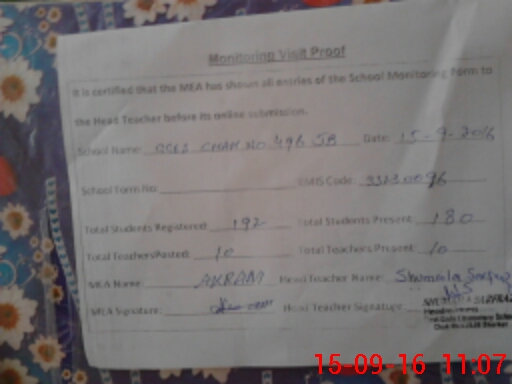 Monitoring Visit Proof
It is certified that the MEA has shown all entries of the School Monitoring Form to
the Head Teacher before its online submission.
School Name: GGES CHAK No. 496 JB Date: 15-9-2016
School Form No: EMIS Code: 33230096
Total Students Registered: 192 Total Students Present: 180
Total Teachers Posted: 10 Total Teachers Present: 10
MEA Name: AKRAM Head Teacher Name:
MEA Signature: Head Teacher Signature
15-09-16 11:07